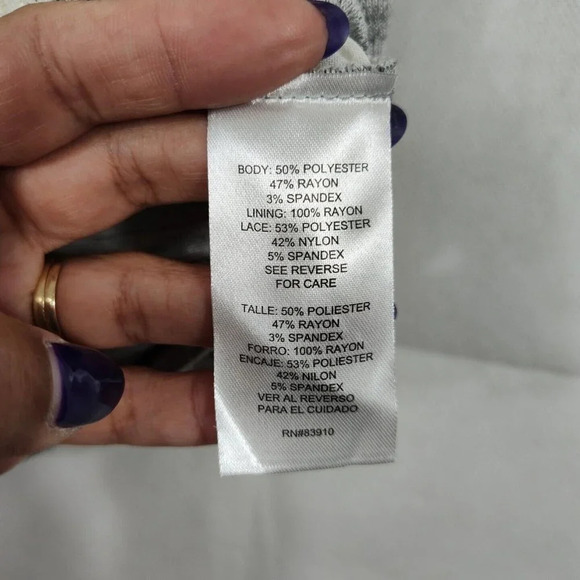 BODY: 50% POLYESTER
47% RAYON
3% SPANDEX
LINING: 100% RAYON
LACE: 53% POLYESTER
42% NYLON
5% SPANDEX
SEE REVERSE
FOR CARE
TALLE: 50% POLIESTER
47% RAYON
3% SPANDEX
FORRO: 100% RAYON
ENCAJE: 53% POLIESTER
42% NILON
5% SPANDEX
VER AL REVERSO
PARA EL CUIDADO
RN#83910